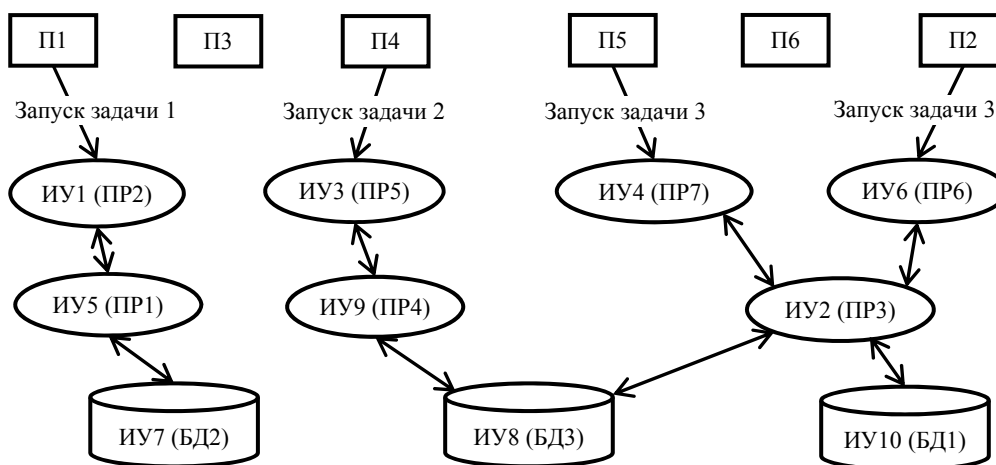 П1
П3
П4
П5
П6
П2
Запуск задачи 1
Запуск задачи 2
Запуск задачи 3
Запуск задачи 3
ИУ1 (ПР2)
ИУ3 (ПР5)
ИУ4 (ПР7)
ИУ6 (ПР6)
ИУ5 (ПР1)
ИУ9 (ПР4)
ИУ2 (ПР3)
ИУ7 (БД2)
ИУ8 (БД3)
ИУ10 (БД1)